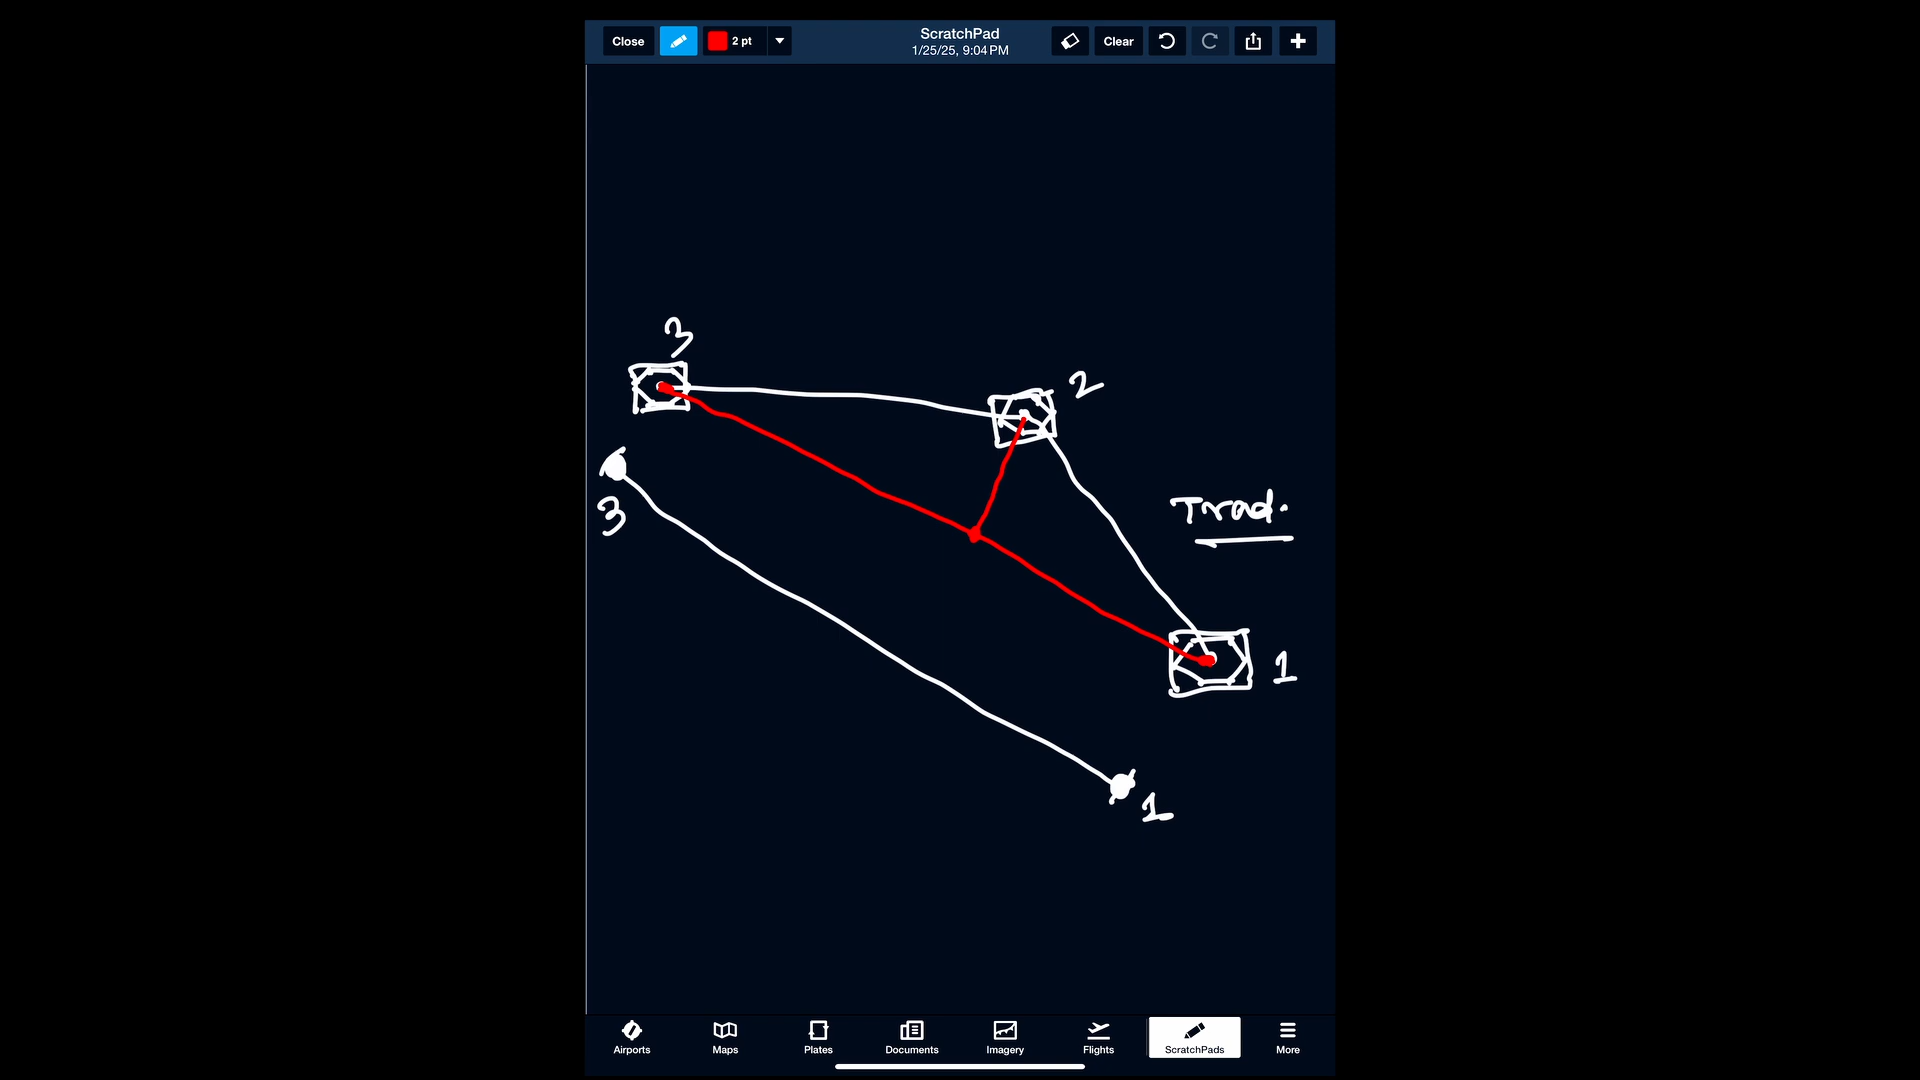 Close
2 pt
ScratchPad
1/25/25, 9:04 PM
Clear
3
2
3
Trad.
1
1
Airports
Maps
Plates
Documents
Imagery
Flights
ScratchPads
More